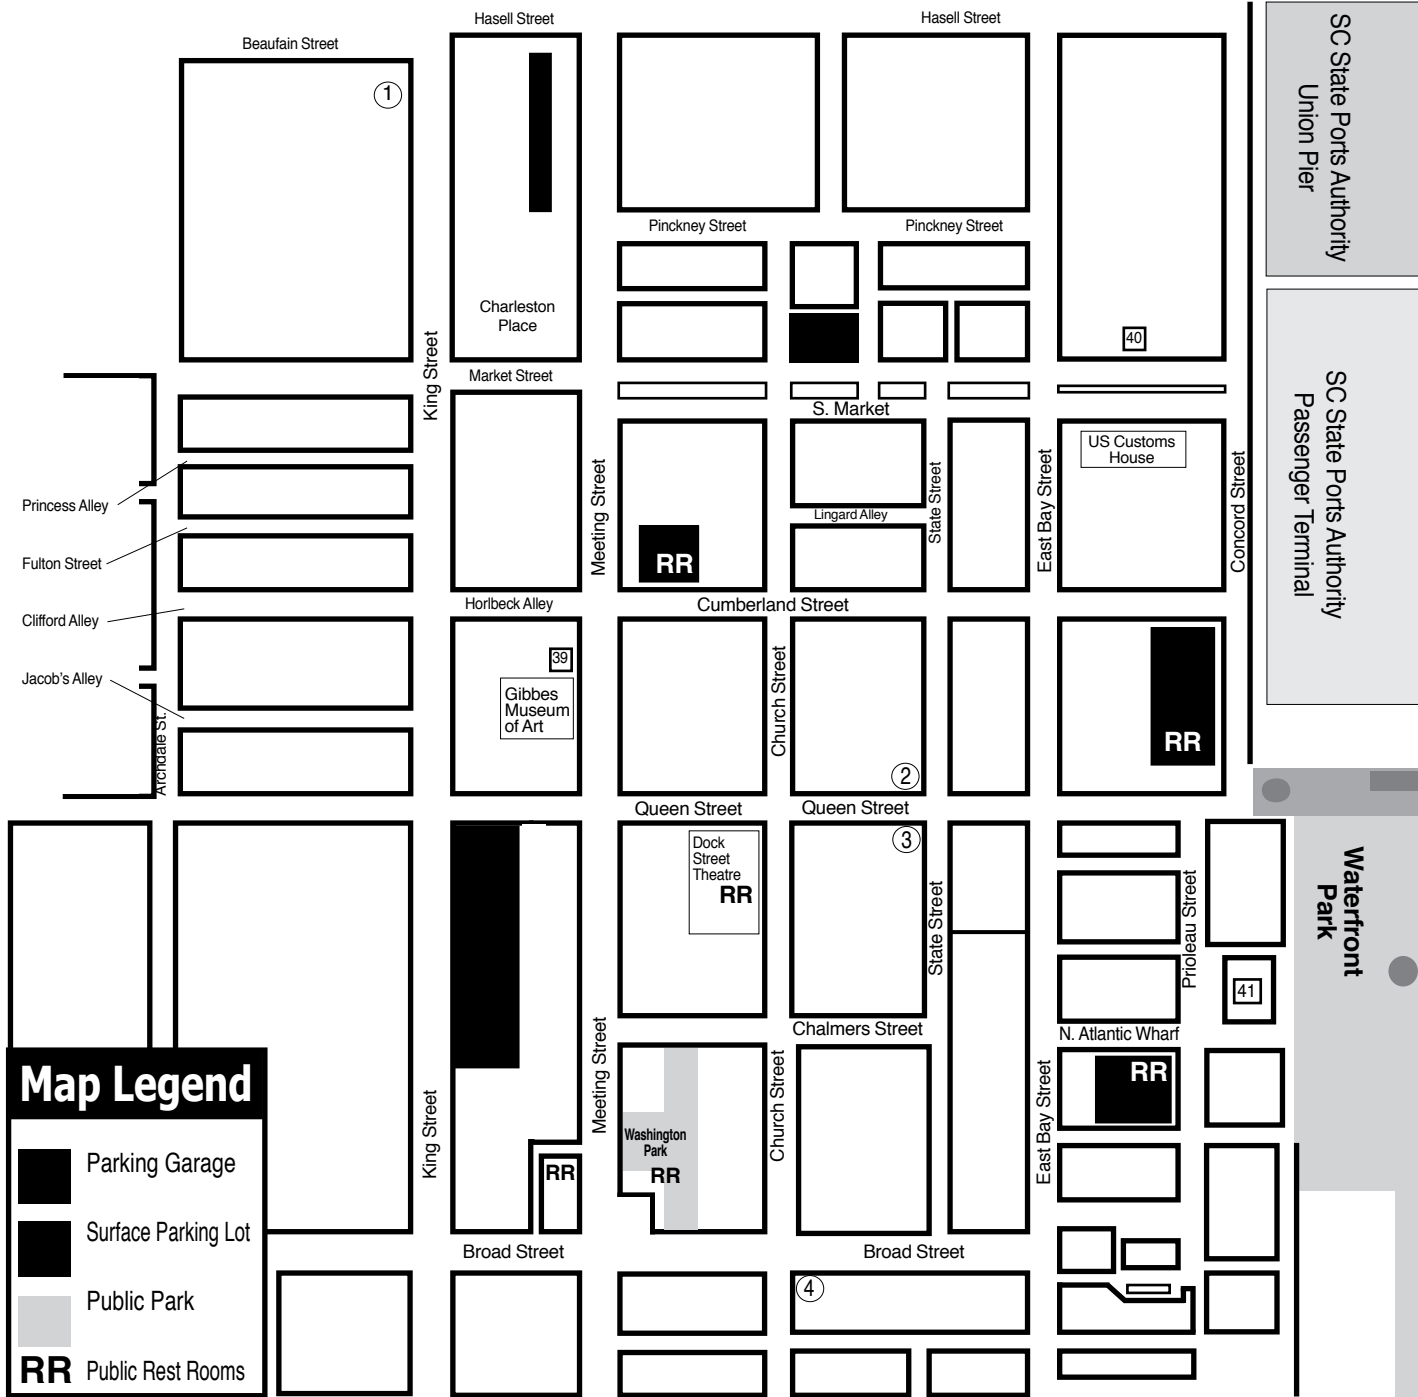 Hasell Street
Hasell Street
Beaufain Street
1
SC State Ports Authority
Union Pier
Pinckney Street
Pinckney Street
Charleston
Place
40
King Street
Market Street
S. Market
SC State Ports Authority
Passenger Terminal
US Customs
House
Meeting Street
State Street
East Bay Street
Concord Street
Princess Alley
Lingard Alley
RR
Fulton Street
Horlbeck Alley
Cumberland Street
Clifford Alley
39
Church Street
Jacob's Alley
Gibbes
Museum
of Art
Archdale St.
RR
2
Queen Street
Queen Street
3
Dock
Street
Theatre
RR
State Street
Prioleau Street
Waterfront
Park
41
Chalmers Street
N. Atlantic Wharf
Meeting Street
Church Street
East Bay Street
King Street
RR
Washington
Park
RR
RR
Map Legend
Parking Garage
Surface Parking Lot
Public Park
RR Public Rest Rooms
Broad Street
Broad Street
4